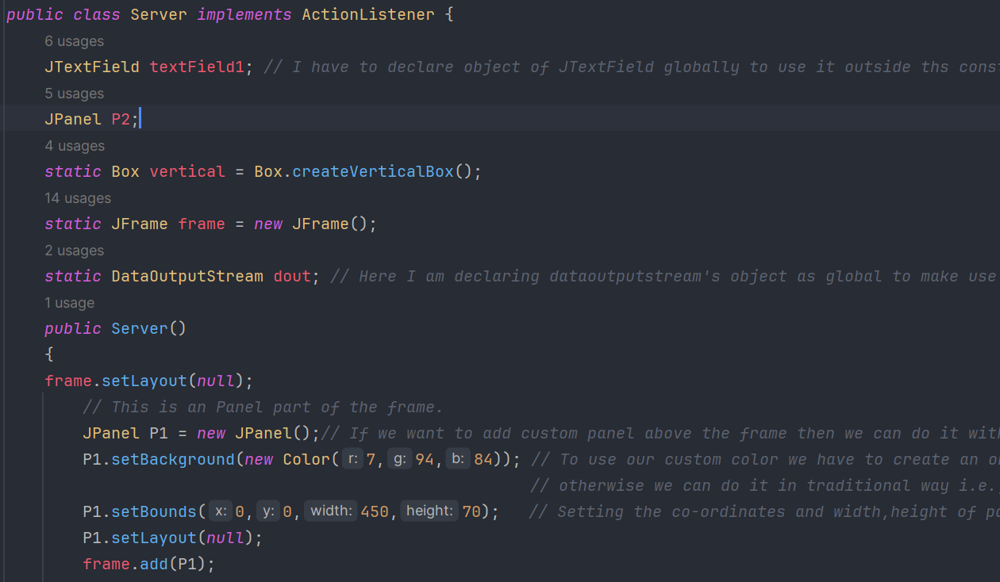 public class Server implements ActionListener {
6 usages
JTextField textField1; // I have to declare object of JTextField globally to use it outside ths
5 usages
JPanel P2;
4 usages
static Box vertical = Box.createVerticalBox();
14 usages
static JFrame frame = new JFrame();
2 usages
static DataOutputStream dout; // Here I am declaring dataoutputstream's object as global to make use
1 usage
public Server()
{
frame.setLayout(null);
// This is an Panel part of the frame.
JPanel P1 = new JPanel();// If we want to add custom panel above the frame then we can do it
P1.setBackground(new Color( r: 7, g: 94, b: 84)); // To use our custom color we have to create an
// otherwise we can do it in traditional way i.e.,
P1.setBounds( x: 0, y: 0, width: 450, height: 70); // Setting the co-ordinates and width,height of
P1.setLayout(null);
frame.add(P1);